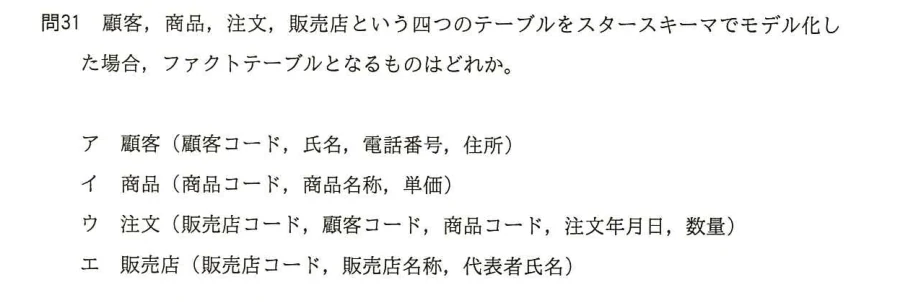 問31 顧客，商品，注文，販売店という四つのテーブルをスタースキーマでモデル化し
た場合，ファクトテーブルとなるものはどれか。
ア 顧客（顧客コード，氏名，電話番号，住所）
イ 商品（商品コード，商品名称，単価）
ウ 注文（販売店コード，顧客コード，商品コード，注文年月日，数量）
エ 販売店（販売店コード，販売店名称，代表者氏名）